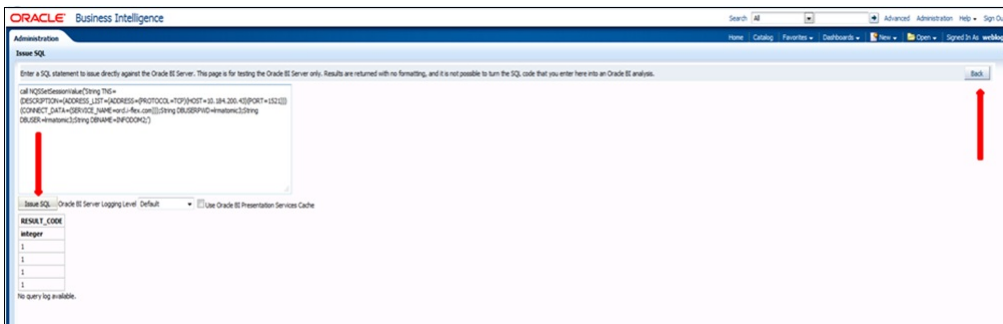 ORACLE Business Intelligence
Search All Advanced Administration Help Sign Ou
Administration
Home Catalog Favorites Dashboards New Open Signed In As weblog
Issue SQL
Enter a SQL statement to issue directly against the Oracle BI Server. This page is for testing the Oracle BI Server only. Results are returned with no formatting, and it is not possible to turn the SQL code that you enter here into an Oracle BI analysis.
Back
call NQSSetSessionValue('String TNS=
(DESCRIPTION=(ADDRESS_LIST=(ADDRESS=(PROTOCOL=TCP)(HOST=10.184.200.43)(PORT=1521)))
(CONNECT_DATA=(SERVICE_NAME=ord.i-flex.com)));String DBUSERPWD=irmatomic3;String
DBUSER=irmatomic3;String DBNAME=INFODOM2;')
Issue SQL Oracle BI Server Logging Level Default Use Oracle BI Presentation Services Cache
RESULT_CODE
integer
1
1
1
1
No query log available.